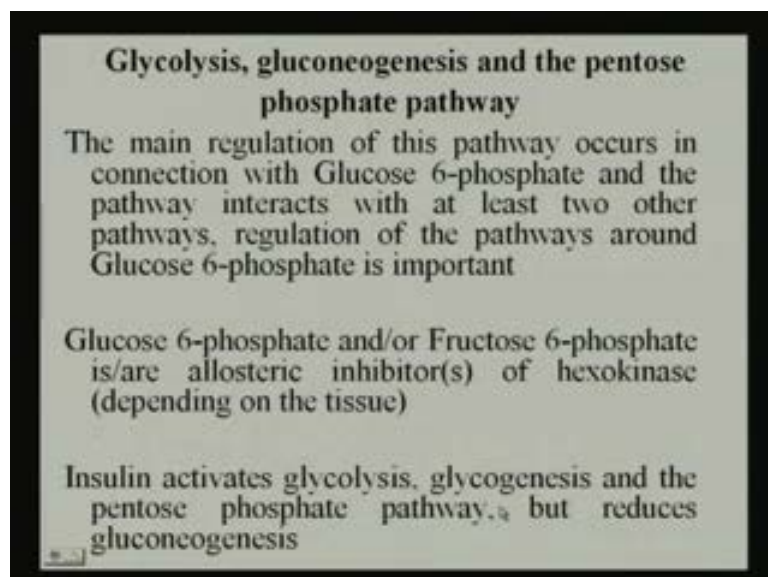 Glycolysis, gluconeogenesis and the pentose
phosphate pathway
The main regulation of this pathway occurs in
connection with Glucose 6-phosphate and the
pathway interacts with at least two other
pathways, regulation of the pathways around
Glucose 6-phosphate is important
Glucose 6-phosphate and/or Fructose 6-phosphate
is/are allosteric inhibitor(s) of hexokinase
(depending on the tissue)
Insulin activates glycolysis, glycogenesis and the
pentose phosphate pathway, but reduces
gluconeogenesis